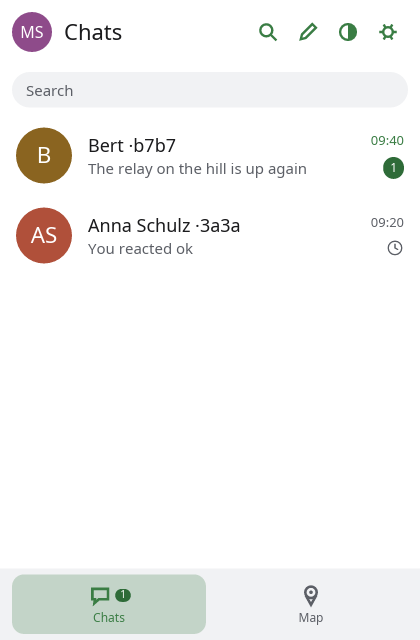 MS Chats
Search
B Bert ·b7b7 09:40
The relay on the hill is up again 1
AS Anna Schulz ·3a3a 09:20
You reacted ok
1
Chats Map